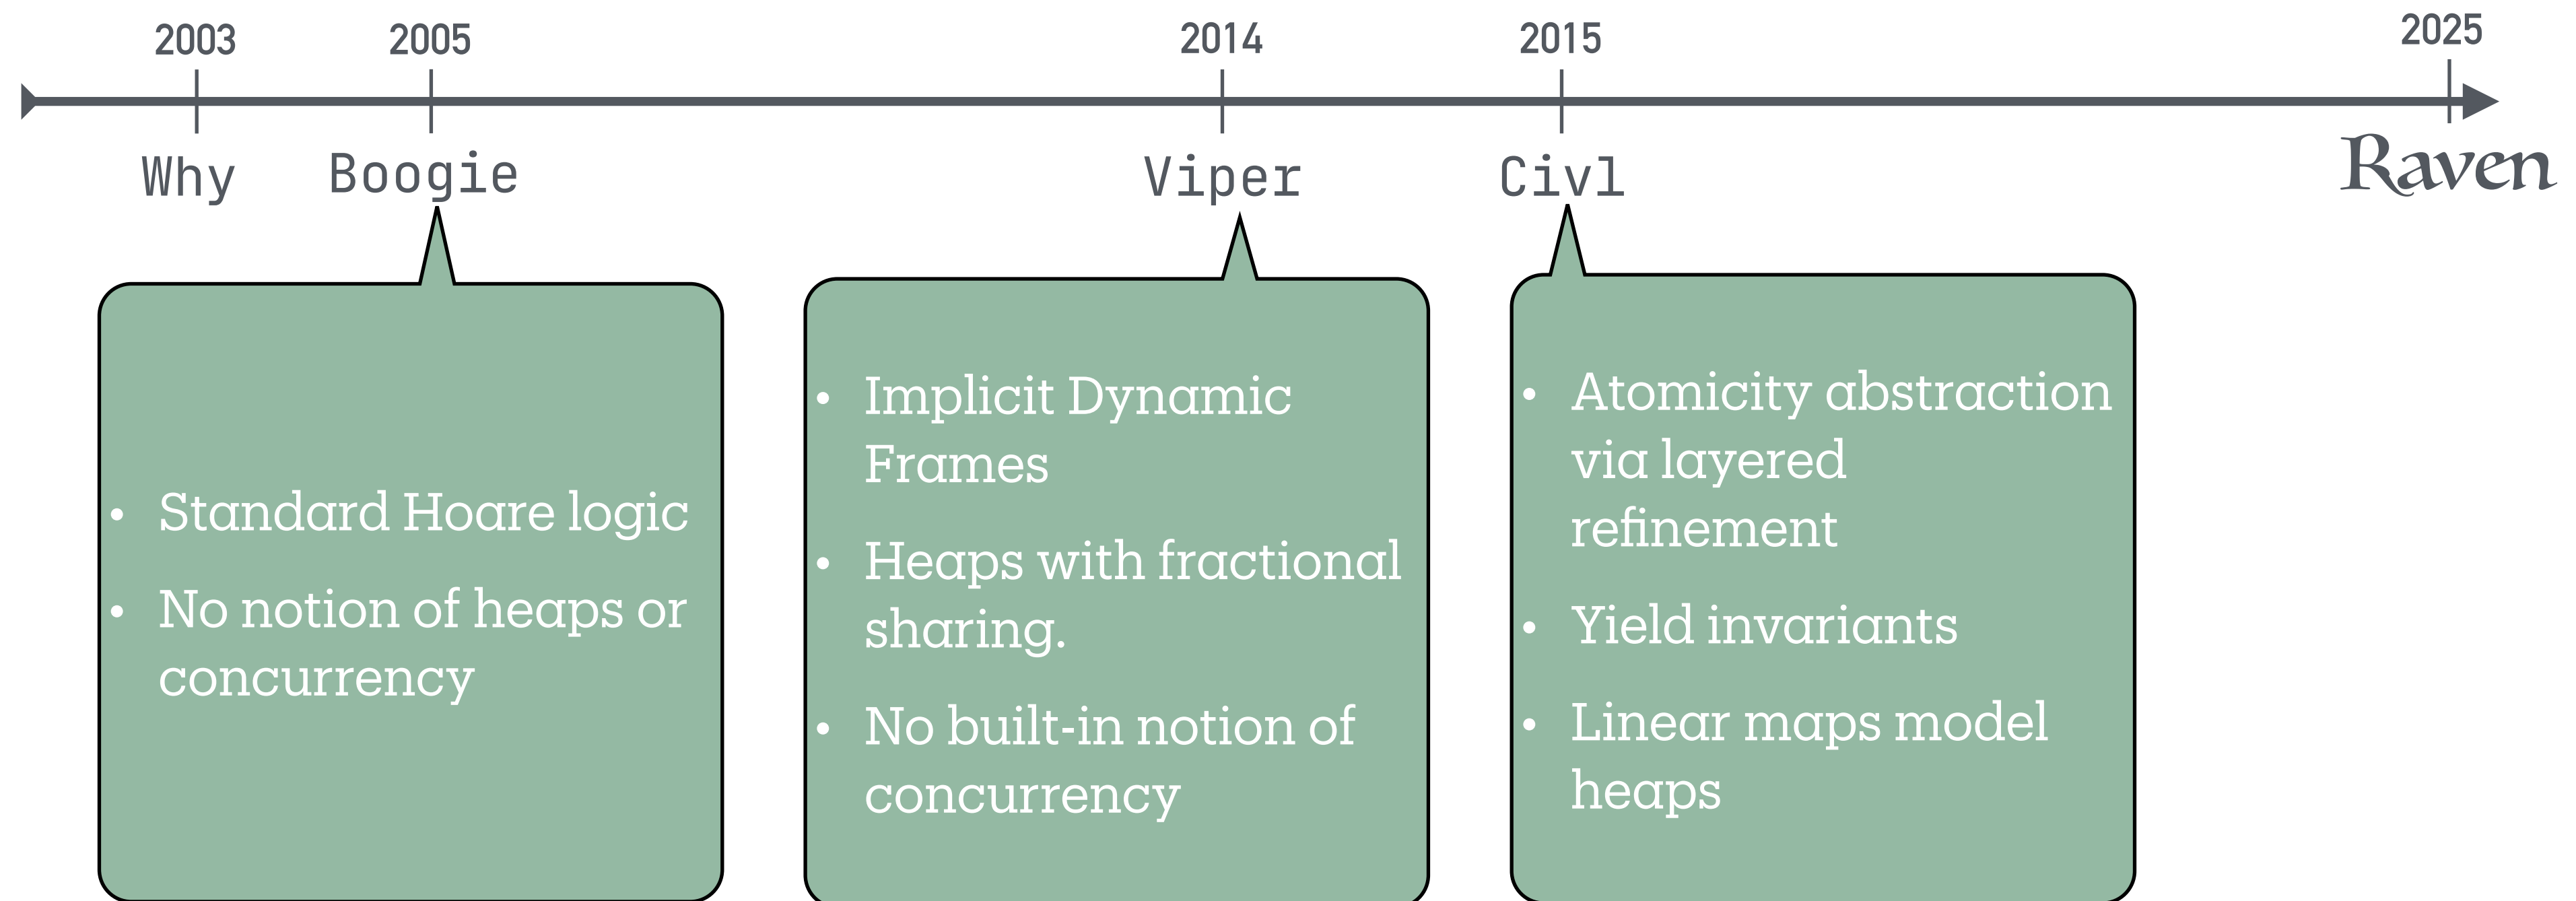 2003 2005 2014 2015 2025
Why Boogie Viper Civl Raven
• Standard Hoare logic
• No notion of heaps or
concurrency
• Implicit Dynamic
Frames
• Heaps with fractional
sharing.
• No built-in notion of
concurrency
• Atomicity abstraction
via layered
refinement
• Yield invariants
• Linear maps model
heaps